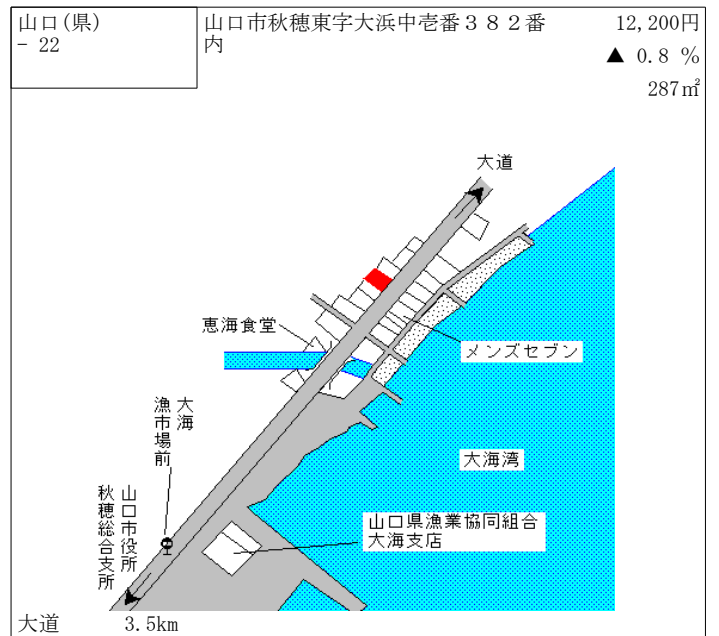 山口(県)
- 22
山口市秋穂東字大浜中壱番３８２番
内
12,200円
▲ 0.8 %
287㎡
大道
恵海食堂
メンズセブン
大海
漁市場前
大海湾
山口市役所
秋穂総合支所
山口県漁業協同組合
大海支店
大道 3.5km